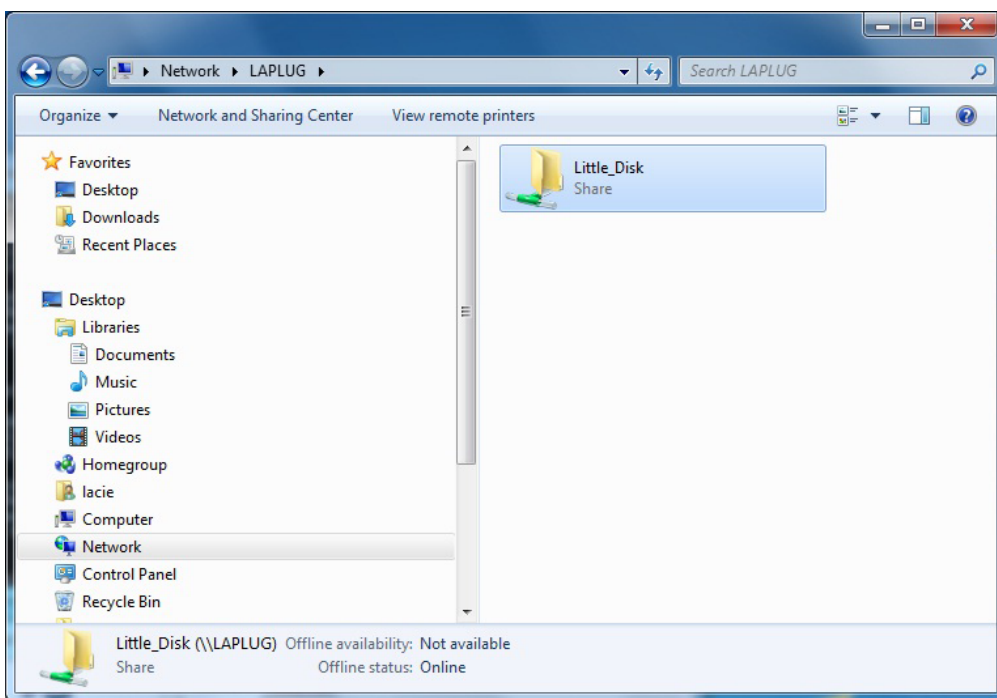 Network ▸ LAPLUG ▸
Search LAPLUG
Organize Network and Sharing Center View remote printers
Favorites
Desktop
Downloads
Recent Places
Desktop
Libraries
Documents
Music
Pictures
Videos
Homegroup
lacie
Computer
Network
Control Panel
Recycle Bin
Little_Disk
Share
Little_Disk (\\LAPLUG) Offline availability: Not available
Share Offline status: Online